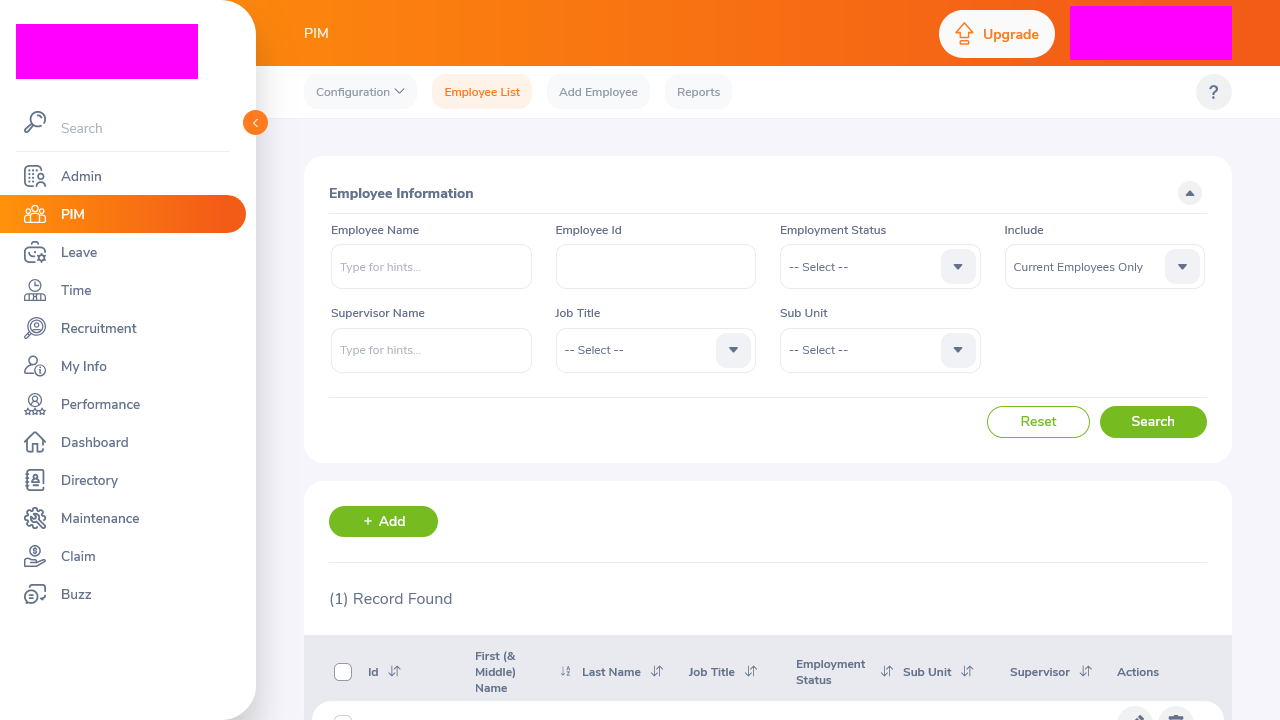 PIM
Upgrade
Configuration
Employee List
Add Employee
Reports
?
Search
Admin
PIM
Leave
Time
Recruitment
My Info
Performance
Dashboard
Directory
Maintenance
Claim
Buzz
Employee Information
Employee Name
Employee Id
Employment Status
Include
Type for hints...
-- Select --
Current Employees Only
Supervisor Name
Job Title
Sub Unit
Type for hints...
-- Select --
-- Select --
Reset
Search
+ Add
(1) Record Found
Id
First (&
Middle)
Name
Last Name
Job Title
Employment
Status
Sub Unit
Supervisor
Actions